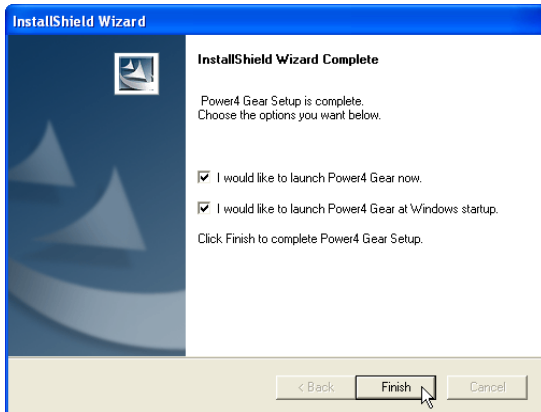 InstallShield Wizard
InstallShield Wizard Complete
Power4 Gear Setup is complete.
Choose the options you want below.
I would like to launch Power4 Gear now.
I would like to launch Power4 Gear at Windows startup.
Click Finish to complete Power4 Gear Setup.
< Back Finish Cancel